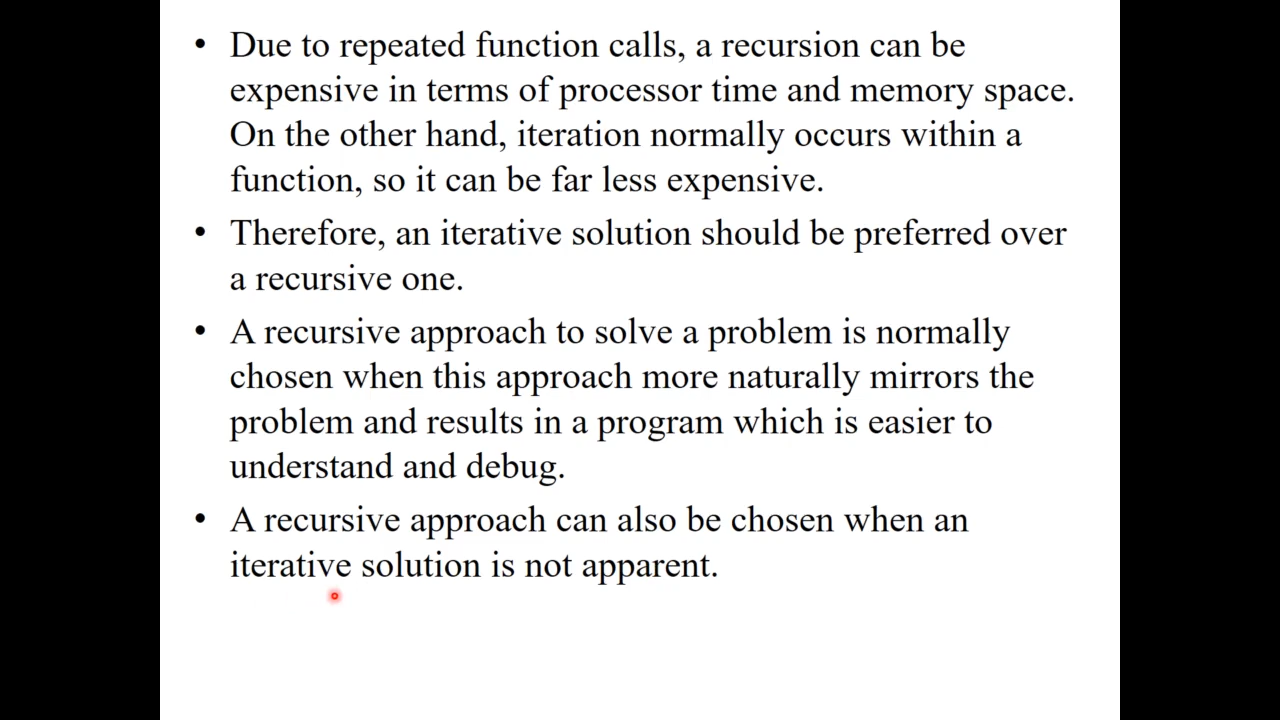 • Due to repeated function calls, a recursion can be
expensive in terms of processor time and memory space.
On the other hand, iteration normally occurs within a
function, so it can be far less expensive.
• Therefore, an iterative solution should be preferred over
a recursive one.
• A recursive approach to solve a problem is normally
chosen when this approach more naturally mirrors the
problem and results in a program which is easier to
understand and debug.
• A recursive approach can also be chosen when an
iterative solution is not apparent.